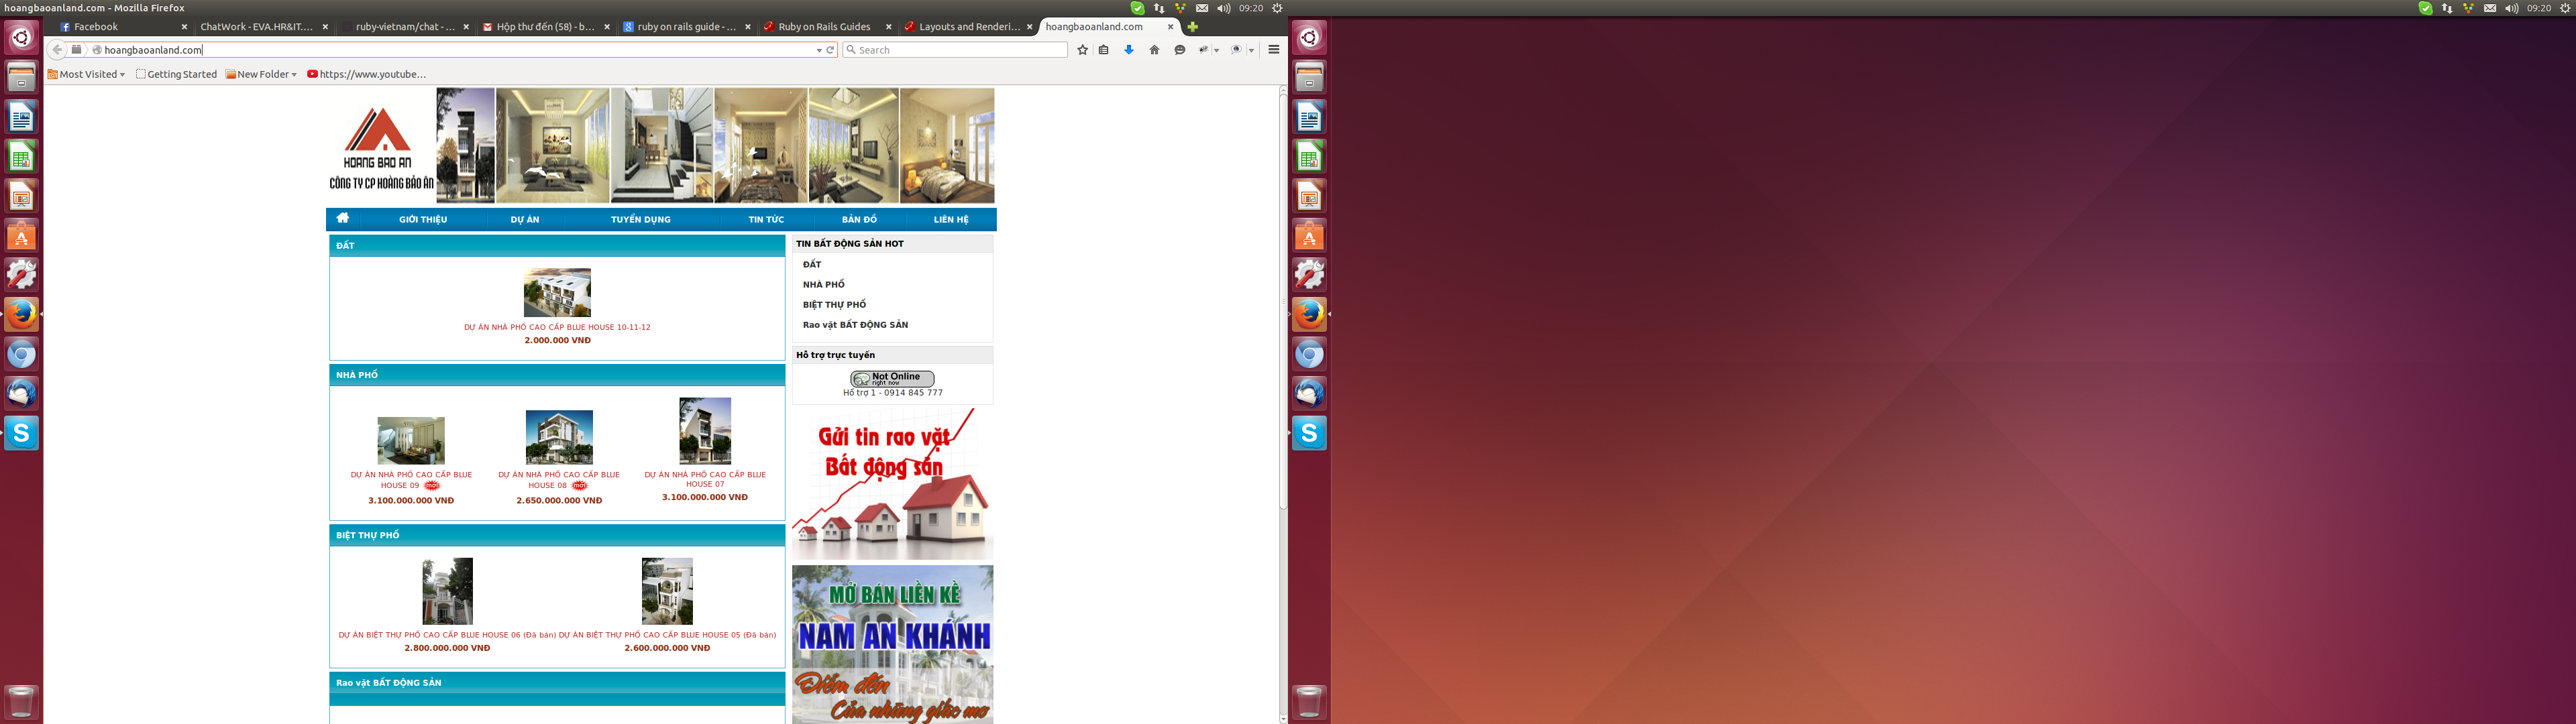 hoangbaoanland.com - Mozilla Firefox
09:20
09:20
Facebook
ChatWork - EVA.HR&IT....
ruby-vietnam/chat - ...
Hộp thư đến (58) - b...
ruby on rails guide - ...
Ruby on Rails Guides
Layouts and Renderi...
hoangbaoanland.com
hoangbaoanland.com
Search
Most Visited
Getting Started
New Folder
https://www.youtube...
HOANG BAO AN
CÔNG TY CP HOÀNG BẢO ÂN
GIỚI THIỆU
DỰ ÁN
TUYỂN DỤNG
TIN TỨC
BẢN ĐỒ
LIÊN HỆ
ĐẤT
DỰ ÁN NHÀ PHỐ CAO CẤP BLUE HOUSE 10-11-12
2.000.000 VNĐ
NHÀ PHỐ
DỰ ÁN NHÀ PHỐ CAO CẤP BLUE
HOUSE 09 mới
3.100.000.000 VNĐ
DỰ ÁN NHÀ PHỐ CAO CẤP BLUE
HOUSE 08 mới
2.650.000.000 VNĐ
DỰ ÁN NHÀ PHỐ CAO CẤP BLUE
HOUSE 07
3.100.000.000 VNĐ
BIỆT THỰ PHỐ
DỰ ÁN BIỆT THỰ PHỐ CAO CẤP BLUE HOUSE 06 (Đã bán)
2.800.000.000 VNĐ
DỰ ÁN BIỆT THỰ PHỐ CAO CẤP BLUE HOUSE 05 (Đã bán)
2.600.000.000 VNĐ
Rao vặt BẤT ĐỘNG SẢN
TIN BẤT ĐỘNG SẢN HOT
ĐẤT
NHÀ PHỐ
BIỆT THỰ PHỐ
Rao vặt BẤT ĐỘNG SẢN
Hỗ trợ trực tuyến
Not Online
right now
Hỗ trợ 1 - 0914 845 777
Gửi tin rao vặt
Bất động sản
MỞ BÁN LIỀN KỀ
NAM AN KHÁNH
Điểm đến
Của những giấc mơ